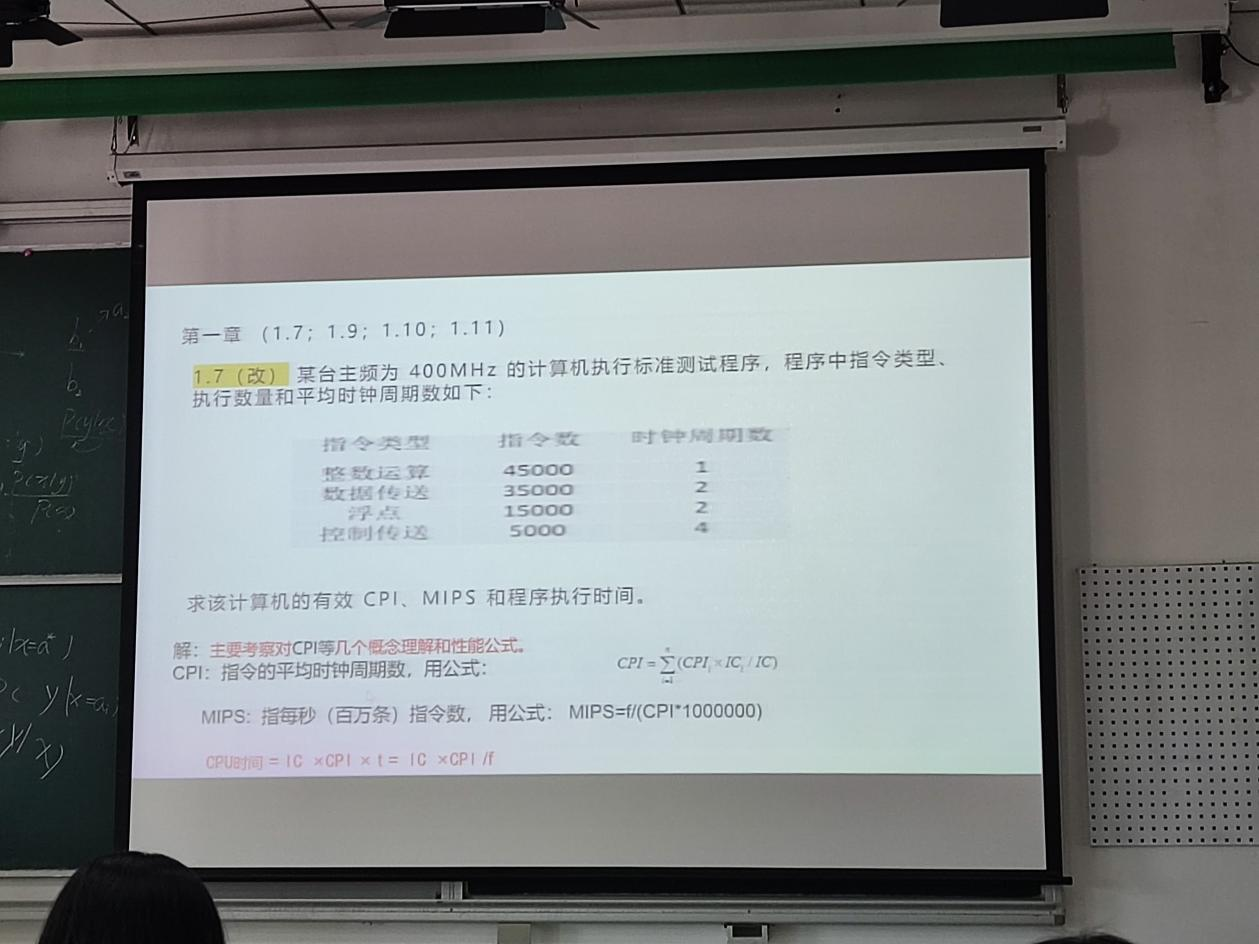 第一章 （1.7；1.9；1.10；1.11）
1.7（改） 某台主频为 400MHz 的计算机执行标准测试程序，程序中指令类型、
执行数量和平均时钟周期数如下：
指令类型 指令数 时钟周期数
整数运算 45000 1
数据传送 35000 2
浮点 15000 2
控制传送 5000 4
求该计算机的有效 CPI、MIPS 和程序执行时间。
解：主要考察对CPI等几个概念理解和性能公式。
CPI：指令的平均时钟周期数，用公式： CPI = ∑(CPIᵢ × ICᵢ / IC)
MIPS: 指每秒（百万条）指令数， 用公式： MIPS=f/(CPI*1000000)
CPU时间 = IC ×CPI × t = IC ×CPI /f
b₂
P(y|x
y)
P(x|y)
|x=a*)
y|x=a
x)